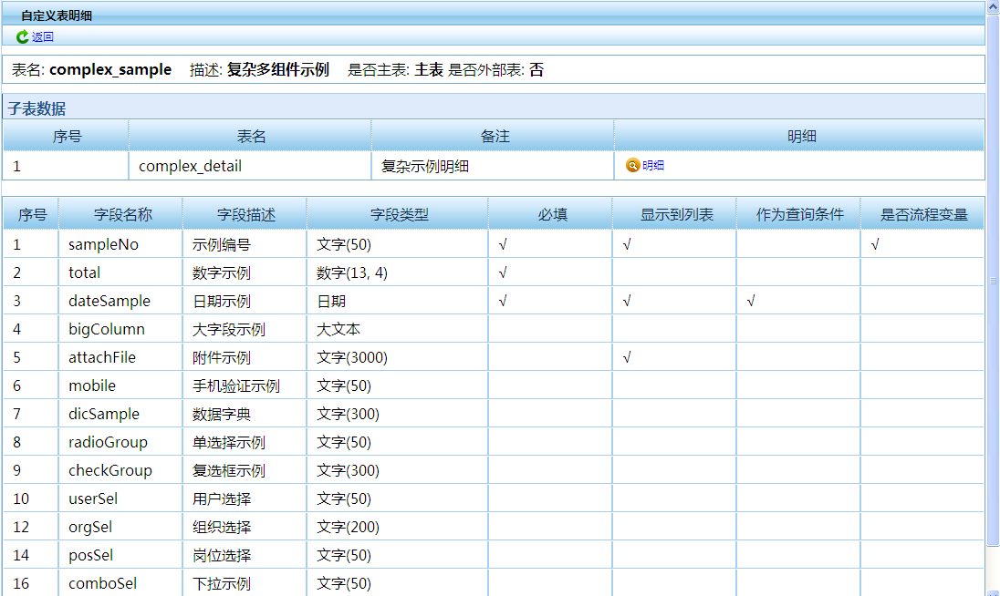 自定义表明细
返回
表名: complex_sample 描述: 复杂多组件示例 是否主表: 主表 是否外部表: 否
子表数据
序号 表名 备注 明细
1 complex_detail 复杂示例明细 明细
序号 字段名称 字段描述 字段类型 必填 显示到列表 作为查询条件 是否流程变量
1 sampleNo 示例编号 文字(50) √ √ √
2 total 数字示例 数字(13, 4) √
3 dateSample 日期示例 日期 √ √ √
4 bigColumn 大字段示例 大文本
5 attachFile 附件示例 文字(3000) √
6 mobile 手机验证示例 文字(50)
7 dicSample 数据字典 文字(300)
8 radioGroup 单选择示例 文字(50)
9 checkGroup 复选框示例 文字(300)
10 userSel 用户选择 文字(50)
12 orgSel 组织选择 文字(200)
14 posSel 岗位选择 文字(50)
16 comboSel 下拉示例 文字(50)